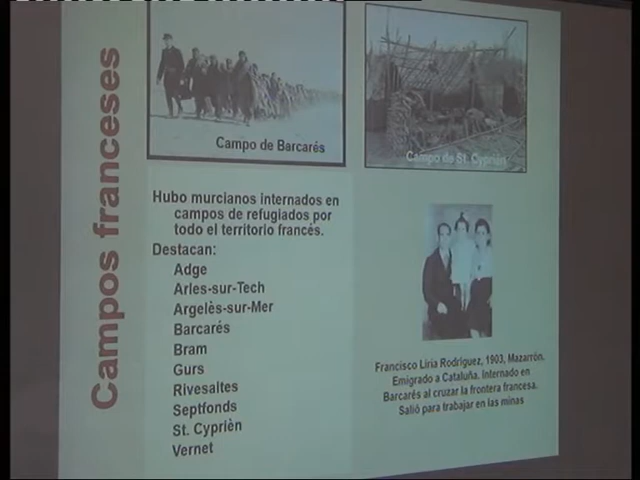 Campos franceses
Campo de Barcarés
Campo de St. Cyprièn
Hubo murcianos internados en
campos de refugiados por
todo el territorio francés.
Destacan:
Adge
Arles-sur-Tech
Argelès-sur-Mer
Barcarés
Bram
Gurs
Rivesaltes
Septfonds
St. Cyprièn
Vernet
Francisco Liria Rodríguez, 1903, Mazarrón.
Emigrado a Cataluña. Internado en
Barcarés al cruzar la frontera francesa.
Salió para trabajar en las minas